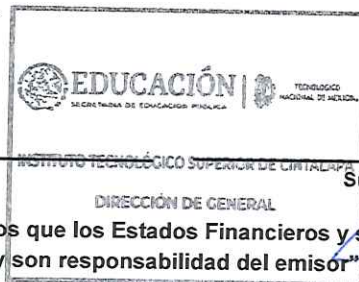 EDUCACIÓN
SECRETARÍA DE EDUCACIÓN PÚBLICA
TECNOLÓGICO
NACIONAL DE MÉXICO
INSTITUTO TECNOLÓGICO SUPERIOR DE CINTALAPA
DIRECCIÓN DE GENERAL
os que los Estados Financieros y s
y son responsabilidad del emisor"